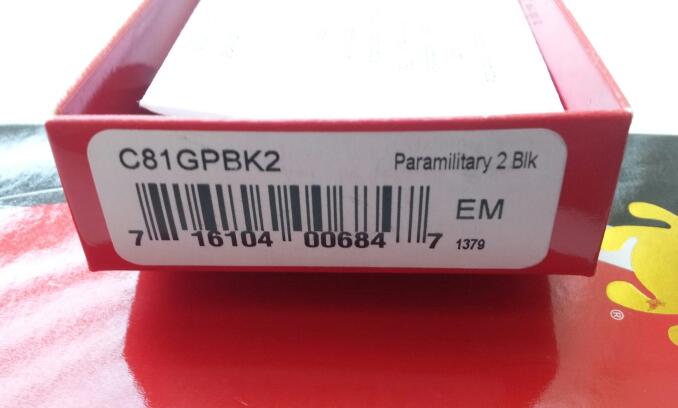 C81GPBK2 Paramilitary 2 Blk
EM
7 16104 00684 7 1379
®